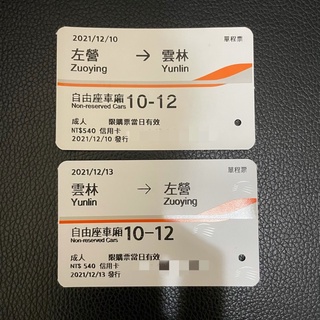 2021/12/10 單程票
左營 → 雲林
Zuoying Yunlin
自由座車廂 10-12
Non-reserved Cars
成人 限購票當日有效
NT$540 信用卡
2021/12/10 發行
2021/12/13 單程票
雲林 → 左營
Yunlin Zuoying
自由座車廂 10-12
Non-reserved Cars
成人 限購票當日有效
NT$ 540 信用卡
2021/12/13 發行